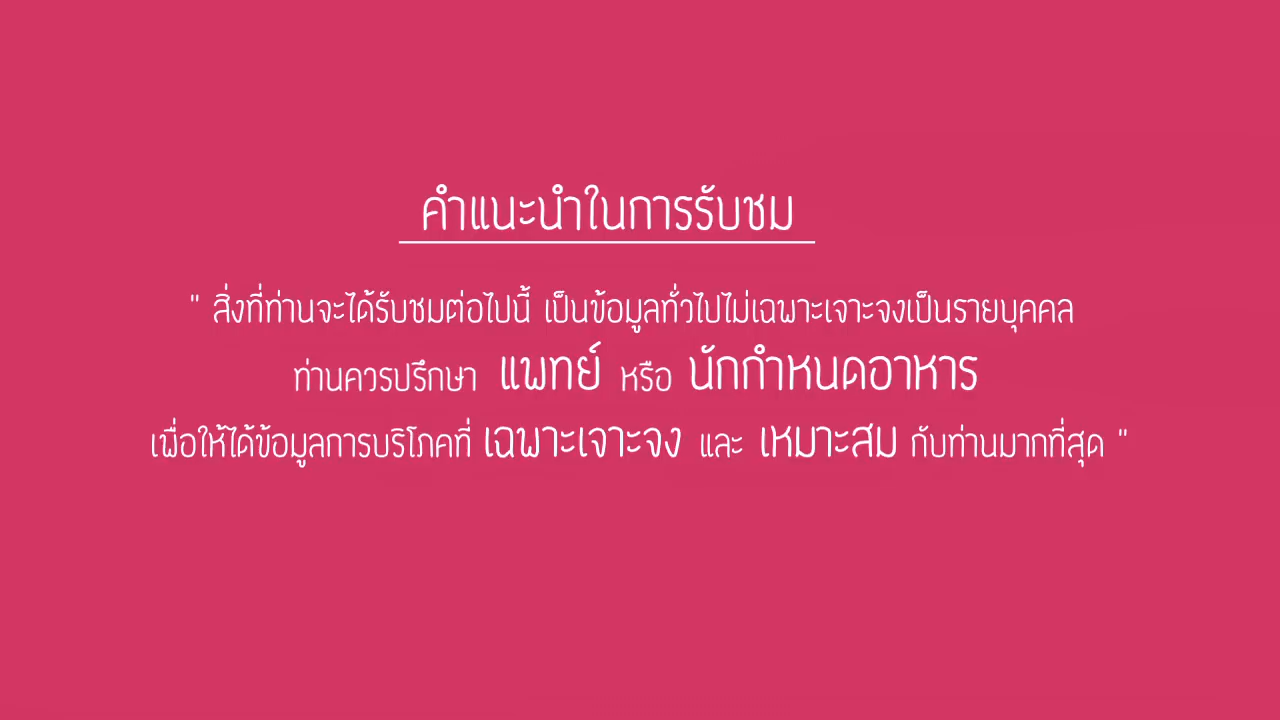 คำแนะนำในการรับชม
" สิ่งที่ท่านจะได้รับชมต่อไปนี้ เป็นข้อมูลทั่วไปไม่เฉพาะเจาะจงเป็นรายบุคคล
ท่านควรปรึกษา แพทย์ หรือ นักกำหนดอาหาร
เพื่อให้ได้ข้อมูลการบริโภคที่ เฉพาะเจาะจง และ เหมาะสม กับท่านมากที่สุด "